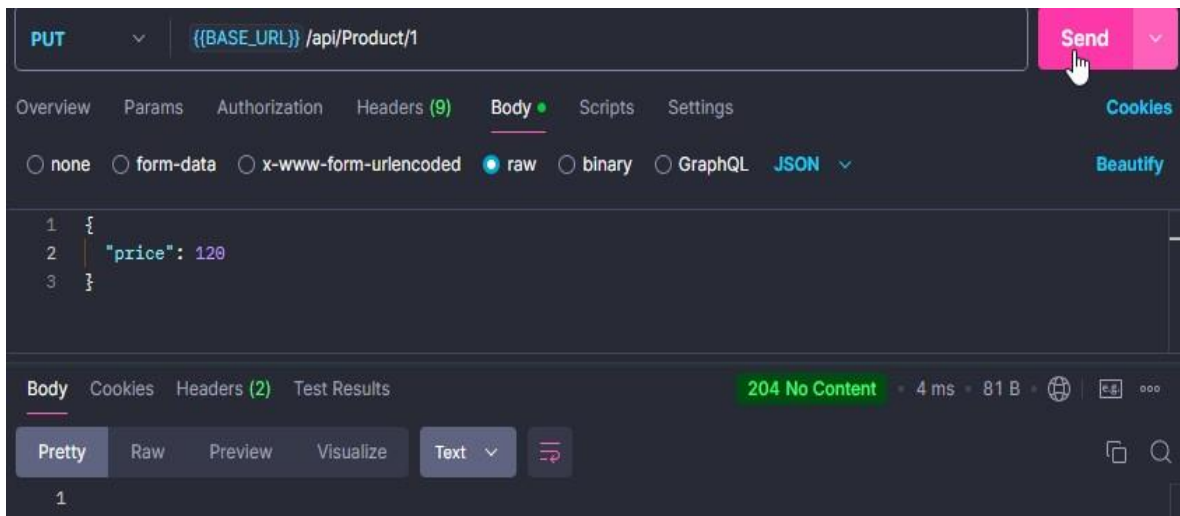 PUT {{BASE_URL}} /api/Product/1 Send
Overview Params Authorization Headers (9) Body Scripts Settings Cookies
none form-data x-www-form-urlencoded raw binary GraphQL JSON Beautify
1 {
2 "price": 120
3 }
Body Cookies Headers (2) Test Results 204 No Content 4 ms 81 B e.g.
Pretty Raw Preview Visualize Text
1